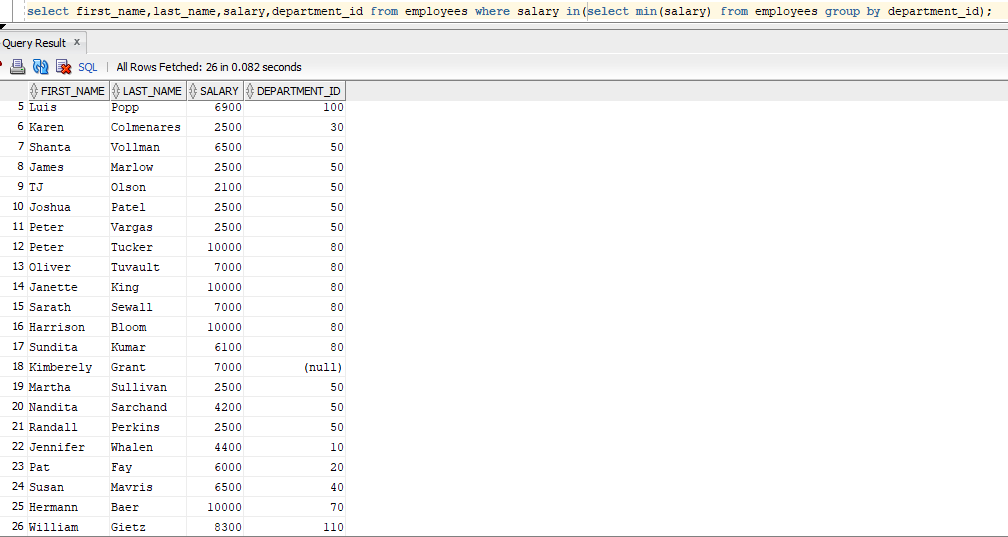 select first_name,last_name,salary,department_id from employees where salary in(select min(salary) from employees group by department_id);
Query Result x
SQL | All Rows Fetched: 26 in 0.082 seconds
FIRST_NAME LAST_NAME SALARY DEPARTMENT_ID
5 Luis Popp 6900 100
6 Karen Colmenares 2500 30
7 Shanta Vollman 6500 50
8 James Marlow 2500 50
9 TJ Olson 2100 50
10 Joshua Patel 2500 50
11 Peter Vargas 2500 50
12 Peter Tucker 10000 80
13 Oliver Tuvault 7000 80
14 Janette King 10000 80
15 Sarath Sewall 7000 80
16 Harrison Bloom 10000 80
17 Sundita Kumar 6100 80
18 Kimberely Grant 7000 (null)
19 Martha Sullivan 2500 50
20 Nandita Sarchand 4200 50
21 Randall Perkins 2500 50
22 Jennifer Whalen 4400 10
23 Pat Fay 6000 20
24 Susan Mavris 6500 40
25 Hermann Baer 10000 70
26 William Gietz 8300 110